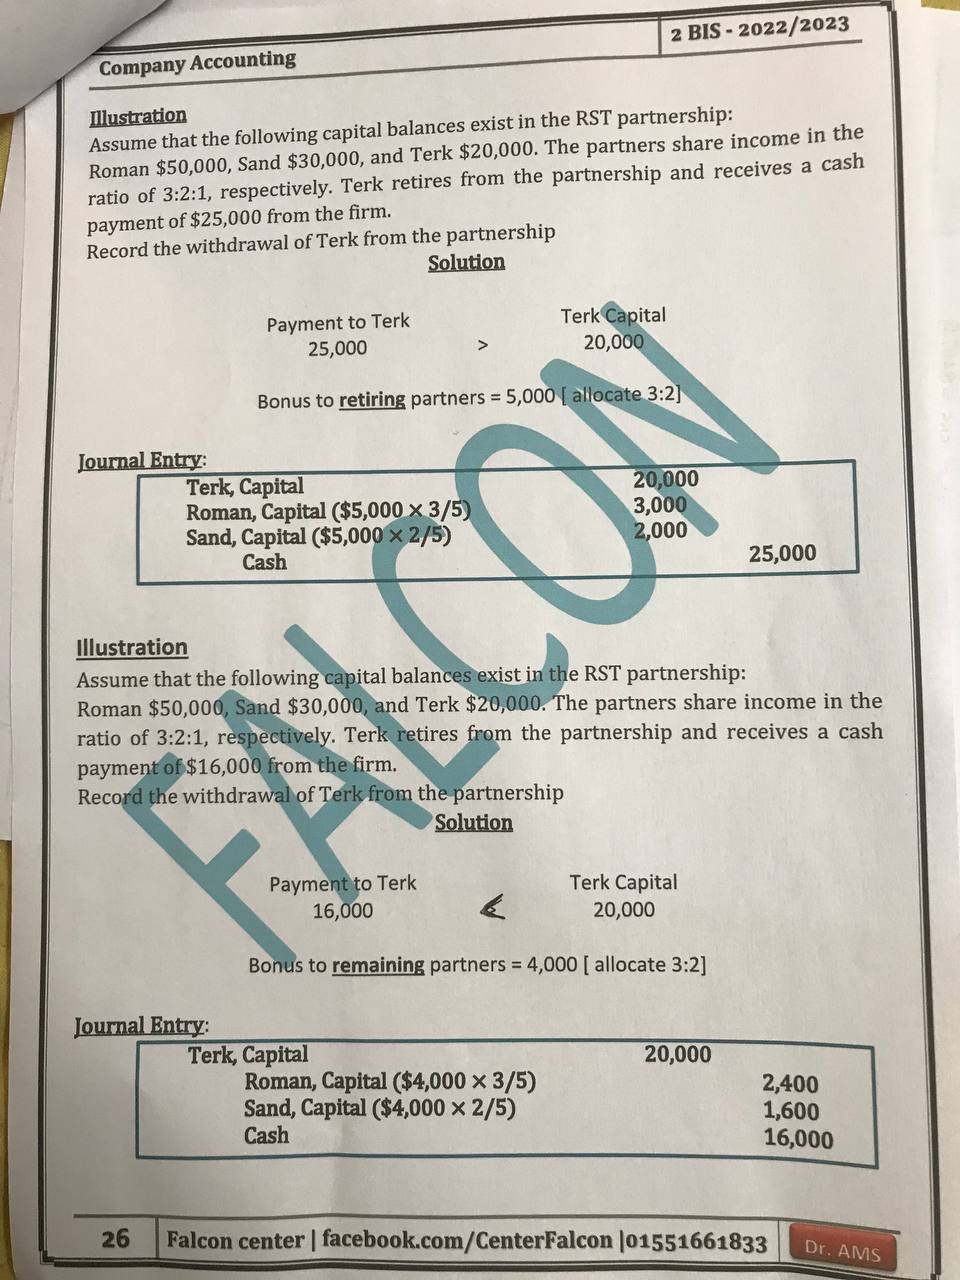 Company Accounting
2 BIS - 2022/2023
Illustration
Assume that the following capital balances exist in the RST partnership:
Roman $50,000, Sand $30,000, and Terk $20,000. The partners share income in the
ratio of 3:2:1, respectively. Terk retires from the partnership and receives a cash
payment of $25,000 from the firm.
Record the withdrawal of Terk from the partnership
Solution
Payment to Terk Terk Capital
25,000 > 20,000
Bonus to retiring partners = 5,000 [ allocate 3:2]
Journal Entry:
Terk, Capital 20,000
Roman, Capital ($5,000 × 3/5) 3,000
Sand, Capital ($5,000 × 2/5) 2,000
Cash 25,000
FALCON
Illustration
Assume that the following capital balances exist in the RST partnership:
Roman $50,000, Sand $30,000, and Terk $20,000. The partners share income in the
ratio of 3:2:1, respectively. Terk retires from the partnership and receives a cash
payment of $16,000 from the firm.
Record the withdrawal of Terk from the partnership
Solution
Payment to Terk Terk Capital
16,000 < 20,000
Bonus to remaining partners = 4,000 [ allocate 3:2]
Journal Entry:
Terk, Capital 20,000
Roman, Capital ($4,000 × 3/5) 2,400
Sand, Capital ($4,000 × 2/5) 1,600
Cash 16,000
26 Falcon center | facebook.com/CenterFalcon |01551661833 Dr. AMS